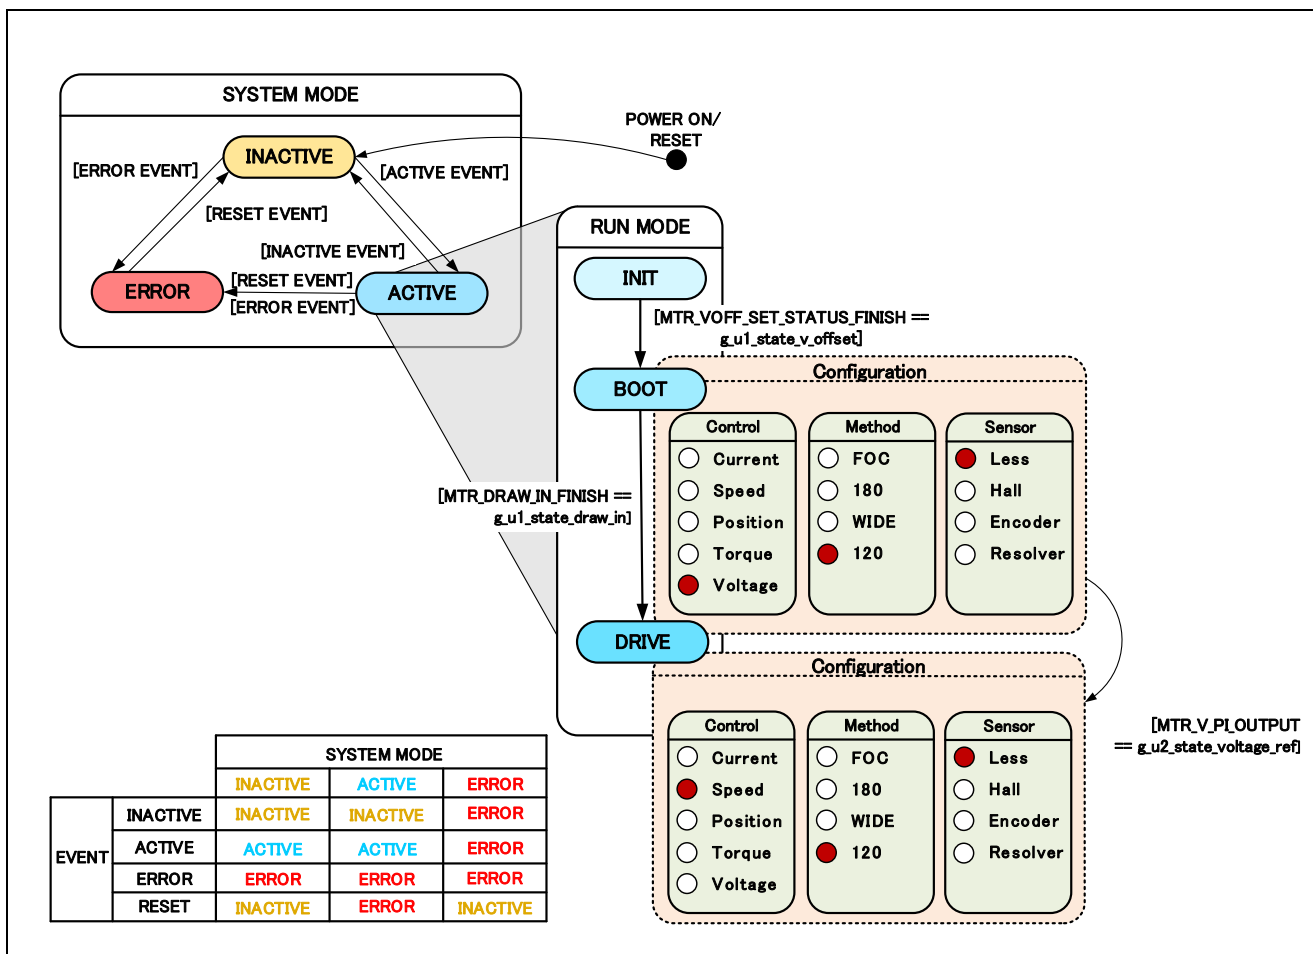 SYSTEM MODE
POWER ON/
RESET
INACTIVE
[ERROR EVENT]
[ACTIVE EVENT]
[RESET EVENT]
[INACTIVE EVENT]
[RESET EVENT]
ERROR
ACTIVE
[ERROR EVENT]
RUN MODE
INIT
[MTR_VOFF_SET_STATUS_FINISH ==
g_u1_state_v_offset]
BOOT
Configuration
Control
Current
Speed
Position
Torque
Voltage
Method
FOC
180
WIDE
120
Sensor
Less
Hall
Encoder
Resolver
[MTR_DRAW_IN_FINISH ==
g_u1_state_draw_in]
DRIVE
Configuration
Control
Current
Speed
Position
Torque
Voltage
Method
FOC
180
WIDE
120
Sensor
Less
Hall
Encoder
Resolver
[MTR_V_PI_OUTPUT
== g_u2_state_voltage_ref]
SYSTEM MODE
INACTIVE ACTIVE ERROR
EVENT
INACTIVE INACTIVE INACTIVE ERROR
ACTIVE ACTIVE ACTIVE ERROR
ERROR ERROR ERROR ERROR
RESET INACTIVE ERROR INACTIVE